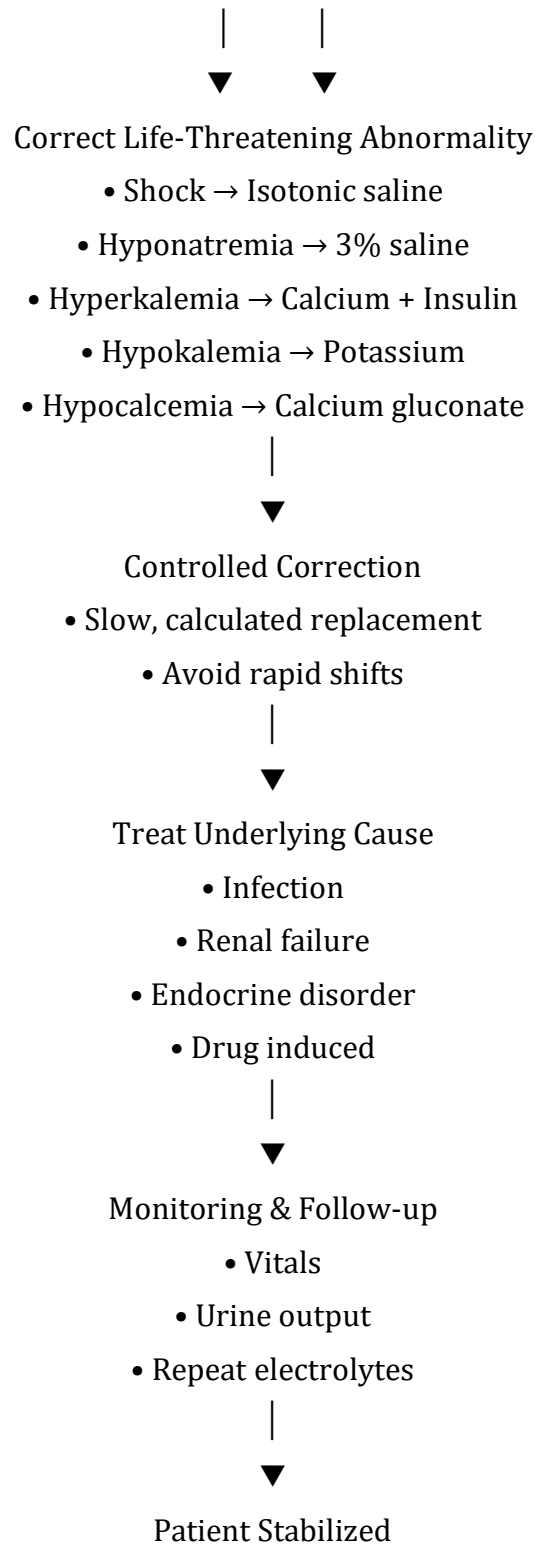 Correct Life-Threatening Abnormality
• Shock → Isotonic saline
• Hyponatremia → 3% saline
• Hyperkalemia → Calcium + Insulin
• Hypokalemia → Potassium
• Hypocalcemia → Calcium gluconate
Controlled Correction
• Slow, calculated replacement
• Avoid rapid shifts
Treat Underlying Cause
• Infection
• Renal failure
• Endocrine disorder
• Drug induced
Monitoring & Follow-up
• Vitals
• Urine output
• Repeat electrolytes
Patient Stabilized